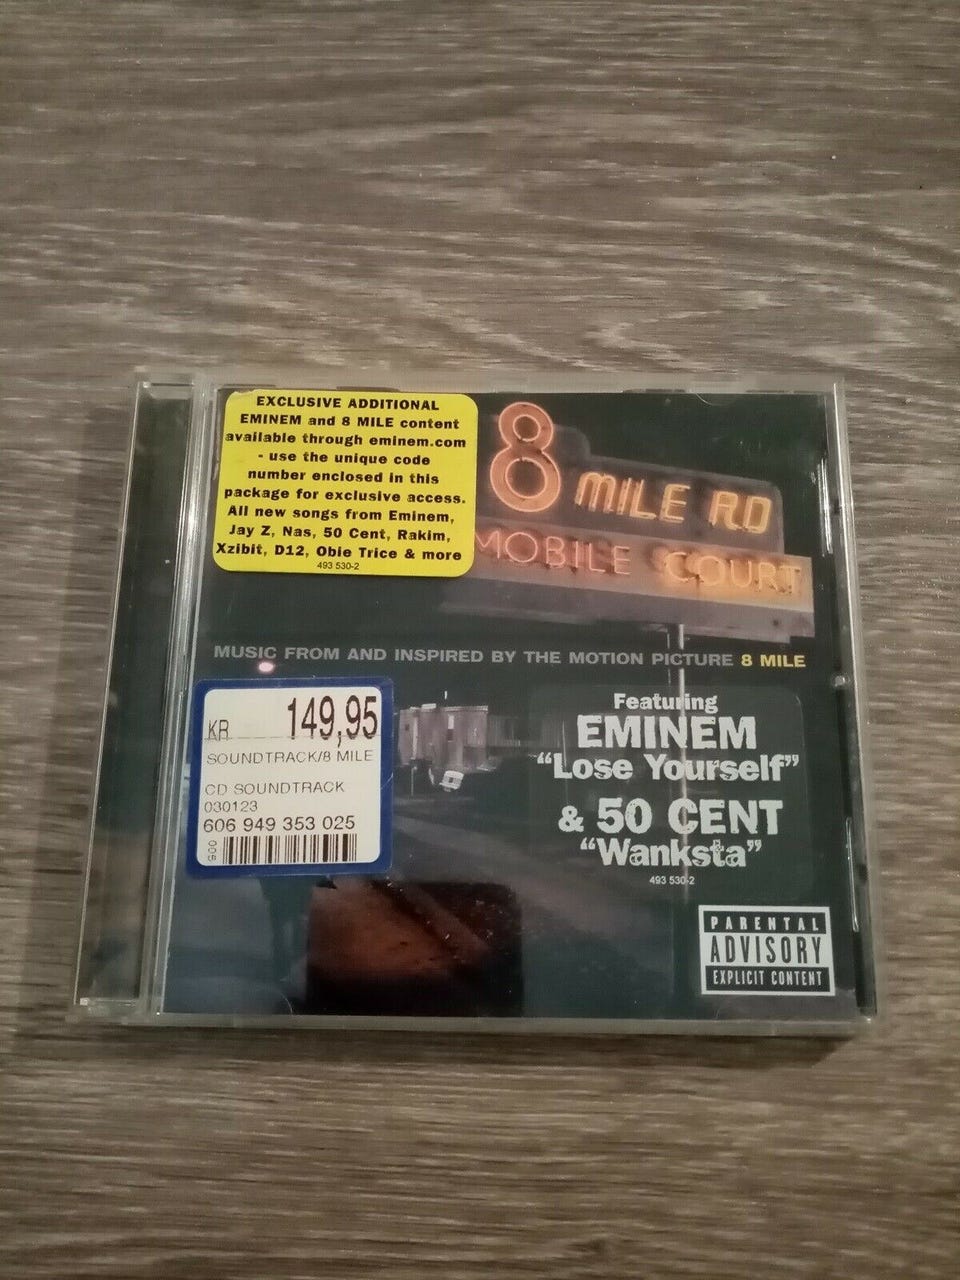 EXCLUSIVE ADDITIONAL
EMINEM and 8 MILE content
available through eminem.com
- use the unique code
number enclosed in this
package for exclusive access.
All new songs from Eminem,
Jay Z, Nas, 50 Cent, Rakim,
Xzibit, D12, Obie Trice & more
493 530-2
8 MILE RD
MOBILE COURT
MUSIC FROM AND INSPIRED BY THE MOTION PICTURE 8 MILE
KR 149,95
SOUNDTRACK/8 MILE
CD SOUNDTRACK
030123
606 949 353 025
005
Featuring
EMINEM
“Lose Yourself”
& 50 CENT
“Wanksta”
493 530-2
PARENTAL
ADVISORY
EXPLICIT CONTENT